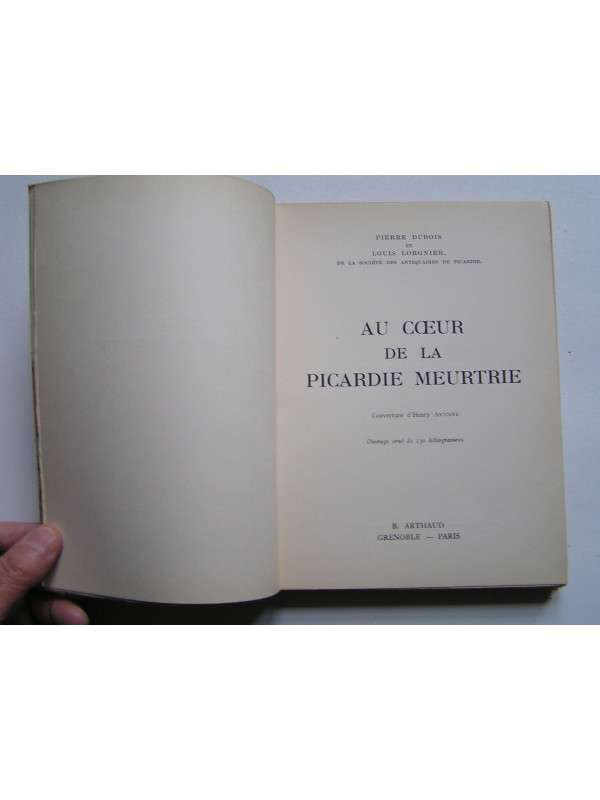 PIERRE DUBOIS
ET
LOUIS LORGNIER,
DE LA SOCIÉTÉ DES ANTIQUAIRES DE PICARDIE.
AU CŒUR
DE LA
PICARDIE MEURTRIE
Couverture d'Henry ANTOINE
Ouvrage orné de 130 héliogravures
B. ARTHAUD
GRENOBLE — PARIS